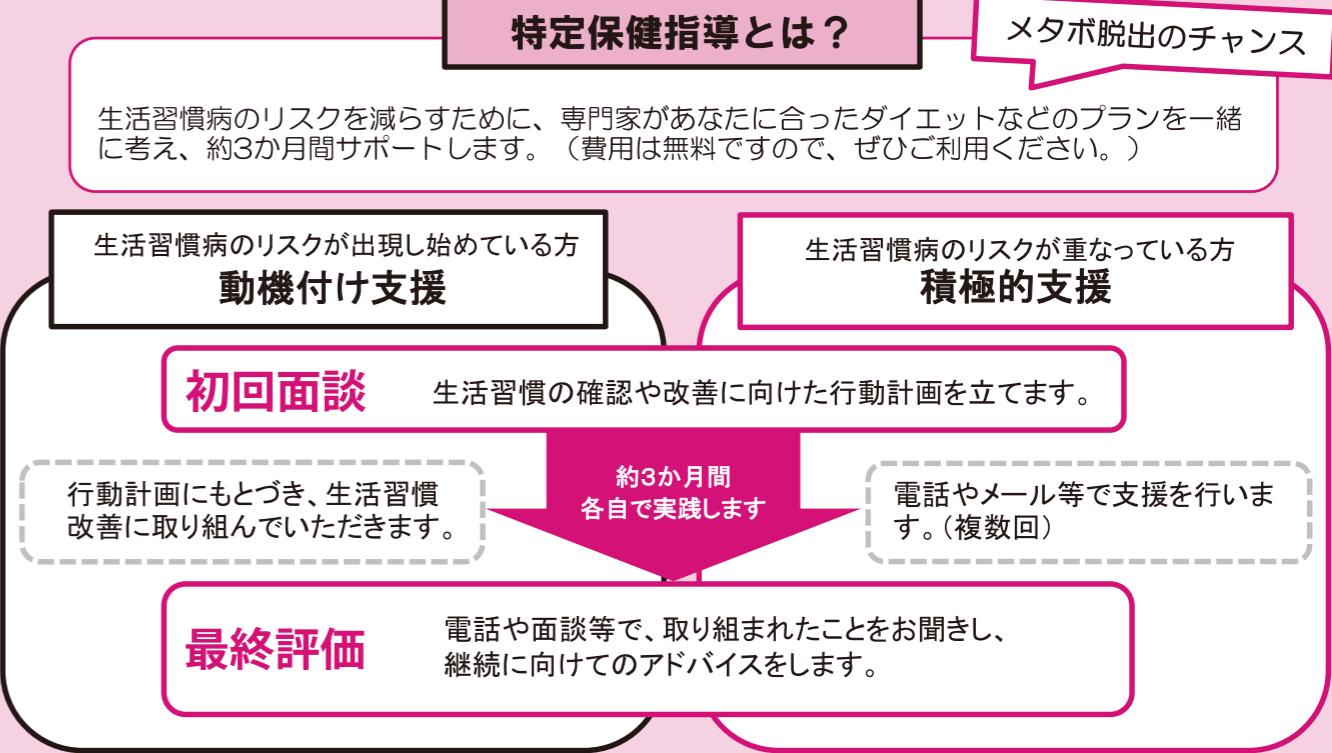 特定保健指導とは？
メタボ脱出のチャンス
生活習慣病のリスクを減らすために、専門家があなたに合ったダイエットなどのプランを一緒
に考え、約3か月間サポートします。（費用は無料ですので、ぜひご利用ください。）
生活習慣病のリスクが出現し始めている方
動機付け支援
生活習慣病のリスクが重なっている方
積極的支援
初回面談 生活習慣の確認や改善に向けた行動計画を立てます。
約3か月間
各自で実践します
行動計画にもとづき、生活習慣
改善に取り組んでいただきます。
電話やメール等で支援を行いま
す。（複数回）
最終評価
電話や面談等で、取り組まれたことをお聞きし、
継続に向けてのアドバイスをします。